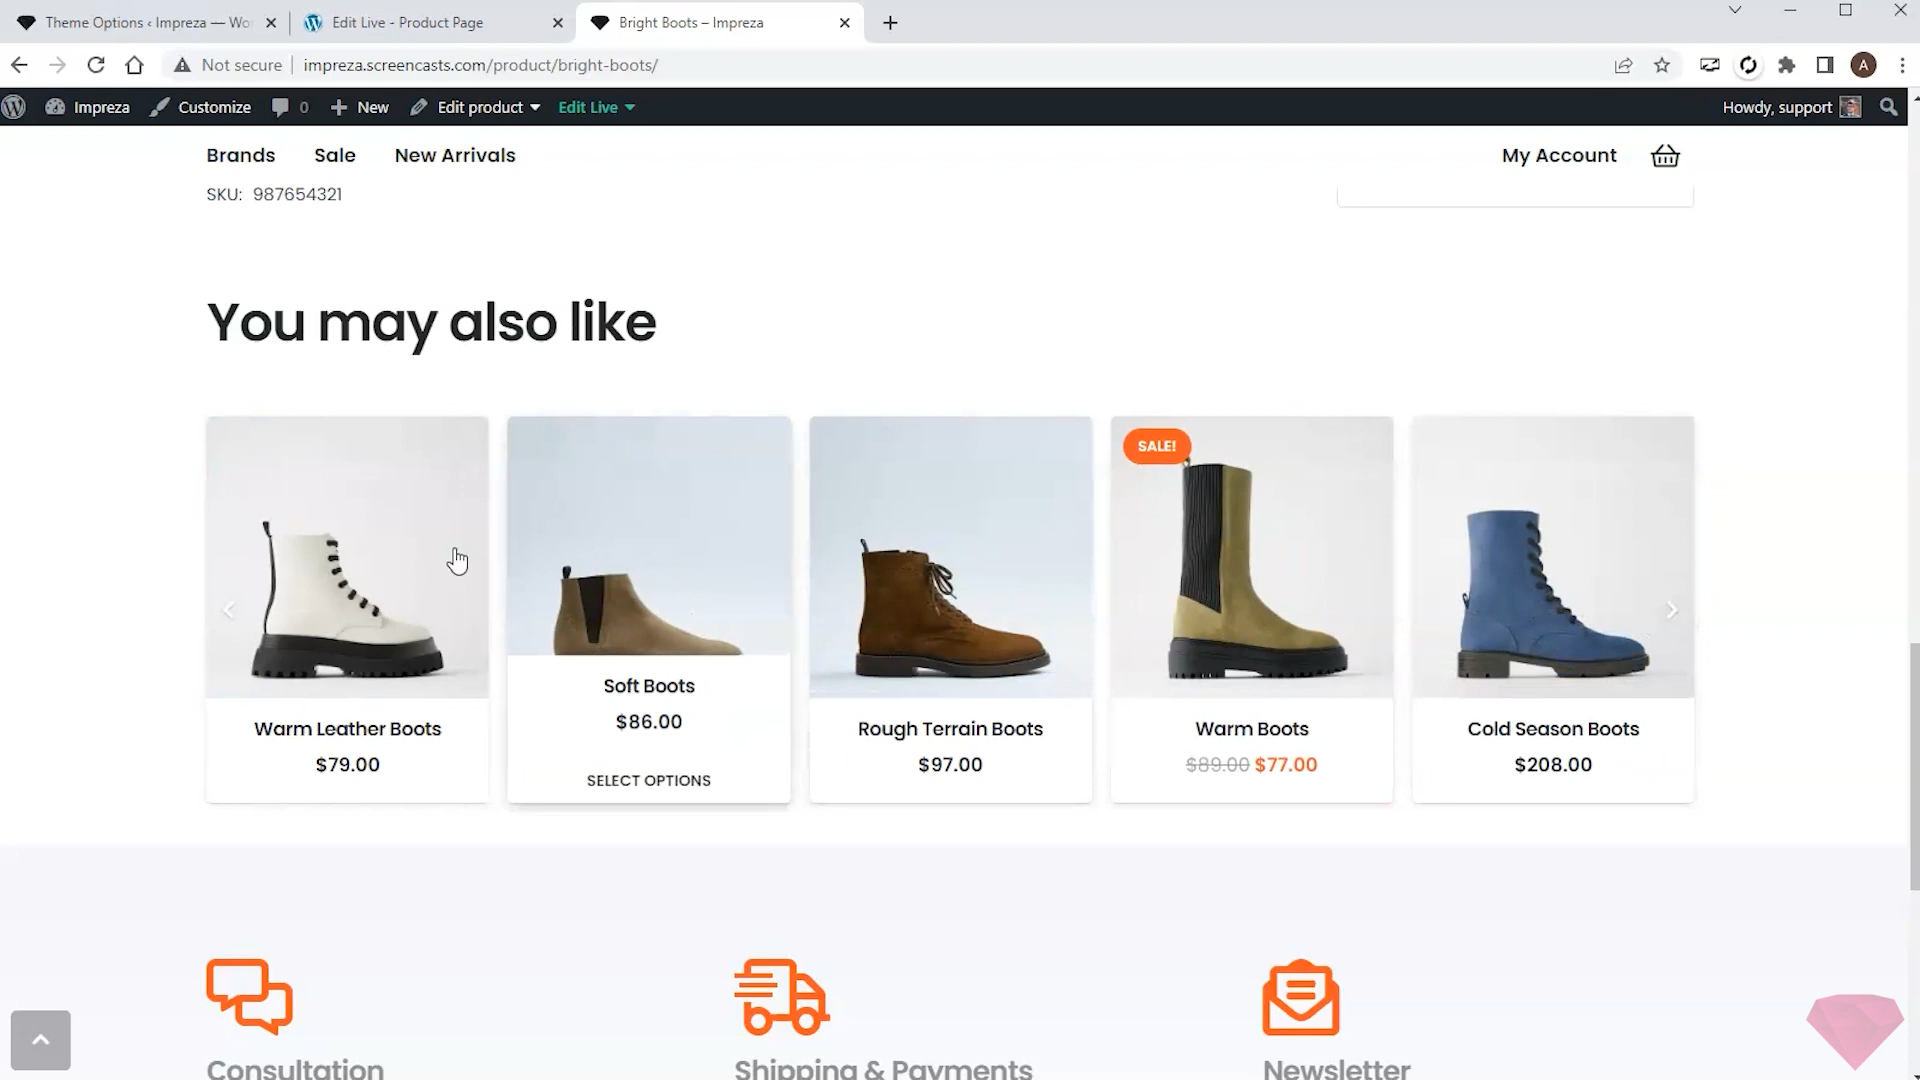 Theme Options ‹ Impreza — Wo
Edit Live - Product Page
Bright Boots – Impreza
Not secure
impreza.screencasts.com/product/bright-boots/
A
Impreza
Customize
0
New
Edit product
Edit Live
Howdy, support
Brands
Sale
New Arrivals
My Account
SKU: 987654321
You may also like
SALE!
Warm Leather Boots
$79.00
Soft Boots
$86.00
SELECT OPTIONS
Rough Terrain Boots
$97.00
Warm Boots
$89.00 $77.00
Cold Season Boots
$208.00
Consultation
Shipping & Payments
Newsletter